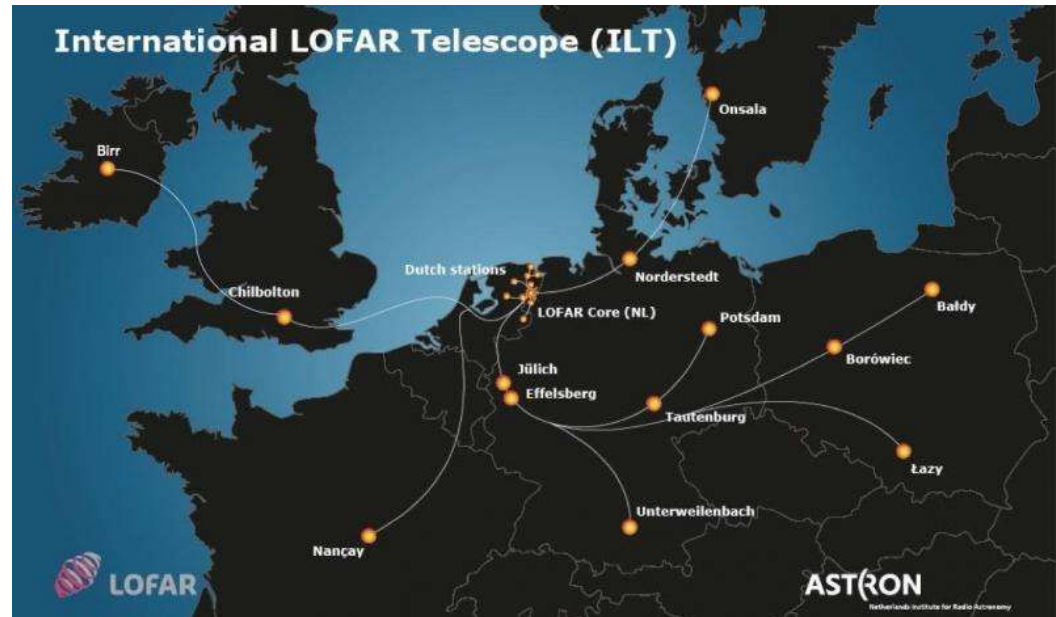 International LOFAR Telescope (ILT)
Onsala
Birr
Dutch stations
Norderstedt
Chilbolton
LOFAR Core (NL)
Potsdam
Bałdy
Borówiec
Jülich
Effelsberg
Tautenburg
Łazy
Unterweilenbach
Nançay
LOFAR
ASTRON
Netherlands Institute for Radio Astronomy